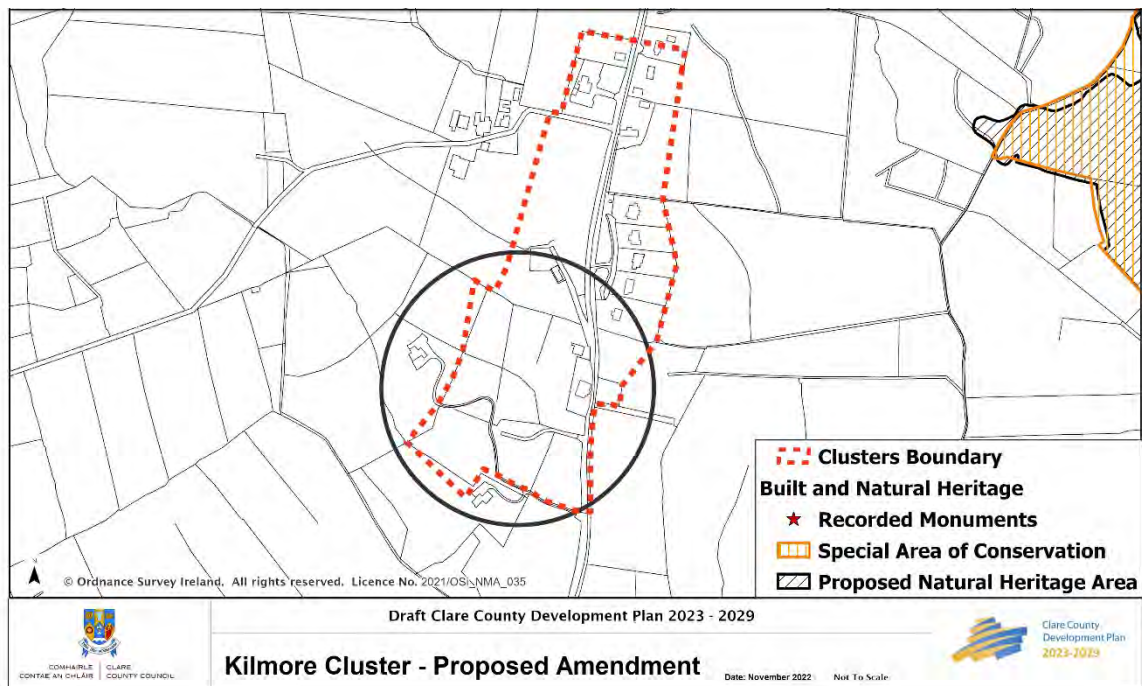 Clusters Boundary
Built and Natural Heritage
Recorded Monuments
Special Area of Conservation
Proposed Natural Heritage Area
N
© Ordnance Survey Ireland. All rights reserved. Licence No. 2021/OSi_NMA_035
Draft Clare County Development Plan 2023 - 2029
Kilmore Cluster - Proposed Amendment
Date: November 2022
Not To Scale
COMHAIRLE CONTAE AN CHLÁIR
CLARE COUNTY COUNCIL
Clare County
Development Plan
2023-2029